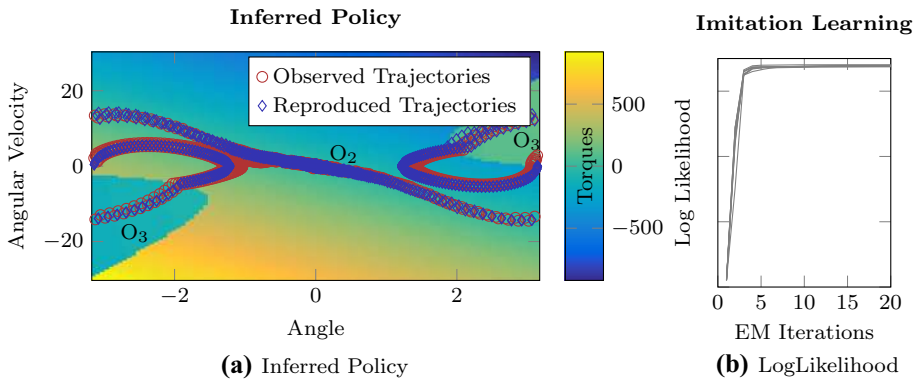 Inferred Policy
Imitation Learning
Observed Trajectories
Reproduced Trajectories
O2
O3
O3
20
0
−20
Angular Velocity
−2
0
2
Angle
500
0
−500
Torques
Log Likelihood
0
5
10
15
20
EM Iterations
(a) Inferred Policy
(b) LogLikelihood